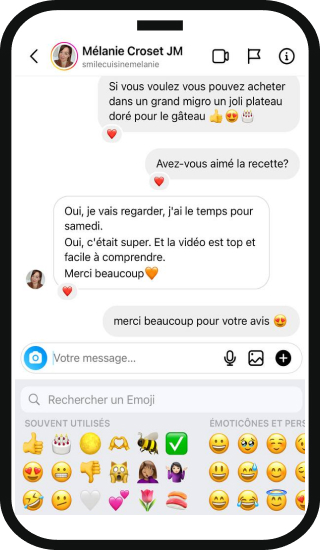 Mélanie Croset JM
smilecuisinemelanie
Si vous voulez vous pouvez acheter
dans un grand migro un joli plateau
doré pour le gâteau 👍😍🎂
Avez-vous aimé la recette?
Oui, je vais regarder, j'ai le temps pour
samedi.
Oui, c'était super. Et la vidéo est top et
facile à comprendre.
Merci beaucoup🧡
merci beaucoup pour votre avis 😍
Votre message...
Rechercher un Emoji
SOUVENT UTILISÉS
ÉMOTICÔNES ET PERS